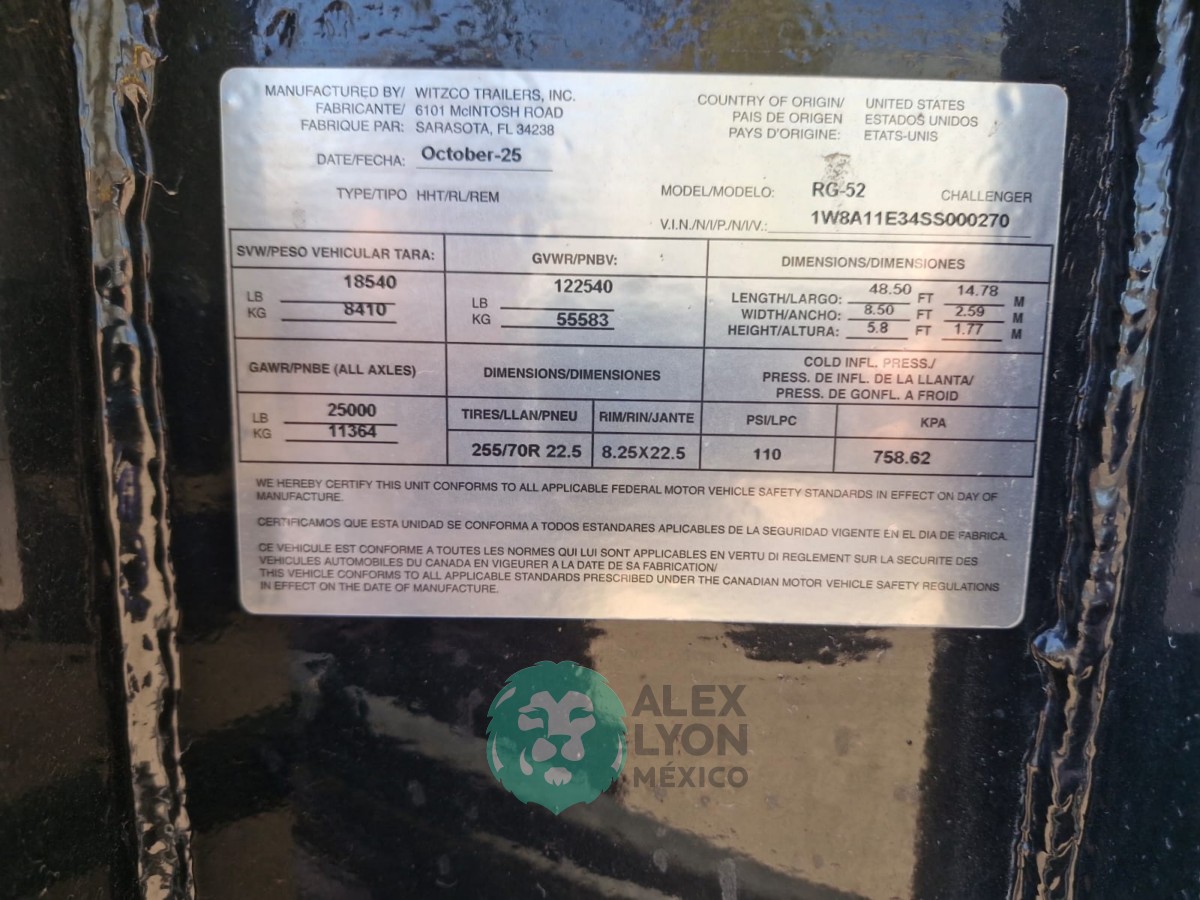 MANUFACTURED BY/ WITZCO TRAILERS, INC.
FABRICANTE/ 6101 McINTOSH ROAD
FABRIQUE PAR: SARASOTA, FL 34238
COUNTRY OF ORIGIN/ UNITED STATES
PAIS DE ORIGEN ESTADOS UNIDOS
PAYS D'ORIGINE: ETATS-UNIS
DATE/FECHA: October-25
TYPE/TIPO HHT/RL/REM
MODEL/MODELO: RG-52 CHALLENGER
V.I.N./N/I/P./N/I/V.: 1W8A11E34SS000270
SVW/PESO VEHICULAR TARA:
LB 18540
KG 8410
GVWR/PNBV:
LB 122540
KG 55583
DIMENSIONS/DIMENSIONES
LENGTH/LARGO: 48.50 FT 14.78 M
WIDTH/ANCHO: 8.50 FT 2.59 M
HEIGHT/ALTURA: 5.8 FT 1.77 M
GAWR/PNBE (ALL AXLES)
LB 25000
KG 11364
DIMENSIONS/DIMENSIONES
TIRES/LLAN/PNEU RIM/RIN/JANTE
255/70R 22.5 8.25X22.5
COLD INFL. PRESS./
PRESS. DE INFL. DE LA LLANTA/
PRESS. DE GONFL. A FROID
PSI/LPC KPA
110 758.62
WE HEREBY CERTIFY THIS UNIT CONFORMS TO ALL APPLICABLE FEDERAL MOTOR VEHICLE SAFETY STANDARDS IN EFFECT ON DAY OF
MANUFACTURE.
CERTIFICAMOS QUE ESTA UNIDAD SE CONFORMA A TODOS ESTANDARES APLICABLES DE LA SEGURIDAD VIGENTE EN EL DIA DE FABRICA.
CE VEHICULE EST CONFORME A TOUTES LES NORMES QUI LUI SONT APPLICABLES EN VERTU DI REGLEMENT SUR LA SECURITE DES
VEHICULES AUTOMOBILES DU CANADA EN VIGEURER A LA DATE DE SA FABRICATION/
THIS VEHICLE CONFORMS TO ALL APPLICABLE STANDARDS PRESCRIBED UNDER THE CANADIAN MOTOR VEHICLE SAFETY REGULATIONS
IN EFFECT ON THE DATE OF MANUFACTURE.
ALEX
LYON
MÉXICO